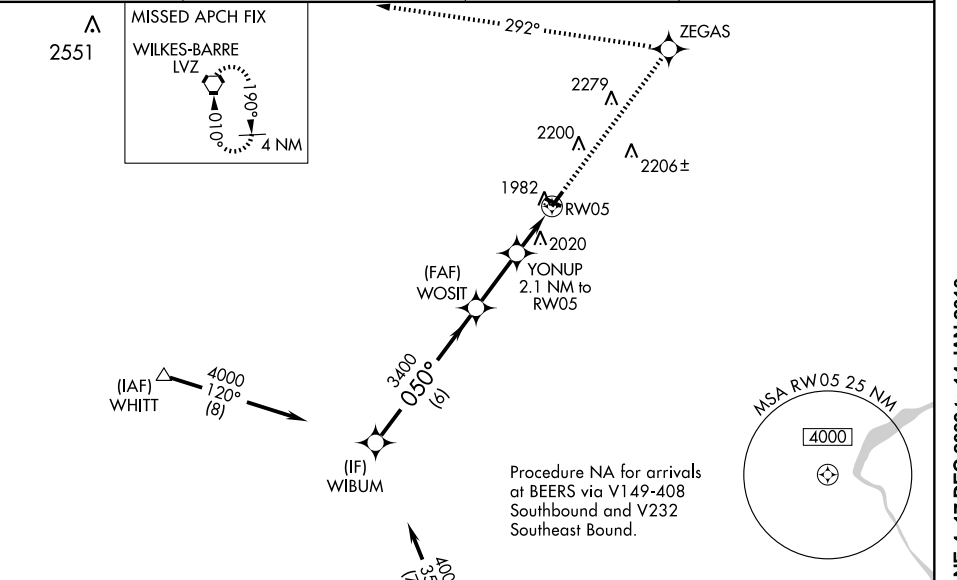 MISSED APCH FIX
2551
WILKES-BARRE
LVZ
190°
010°
4 NM
292°
ZEGAS
2279
2200
2206±
1982
RW05
2020
YONUP
2.1 NM to
RW05
(FAF)
WOSIT
3400
050°
(6)
(IAF)
WHITT
4000
120°
(8)
(IF)
WIBUM
MSA RW05 25 NM
4000
Procedure NA for arrivals
at BEERS via V149-408
Southbound and V232
Southeast Bound.